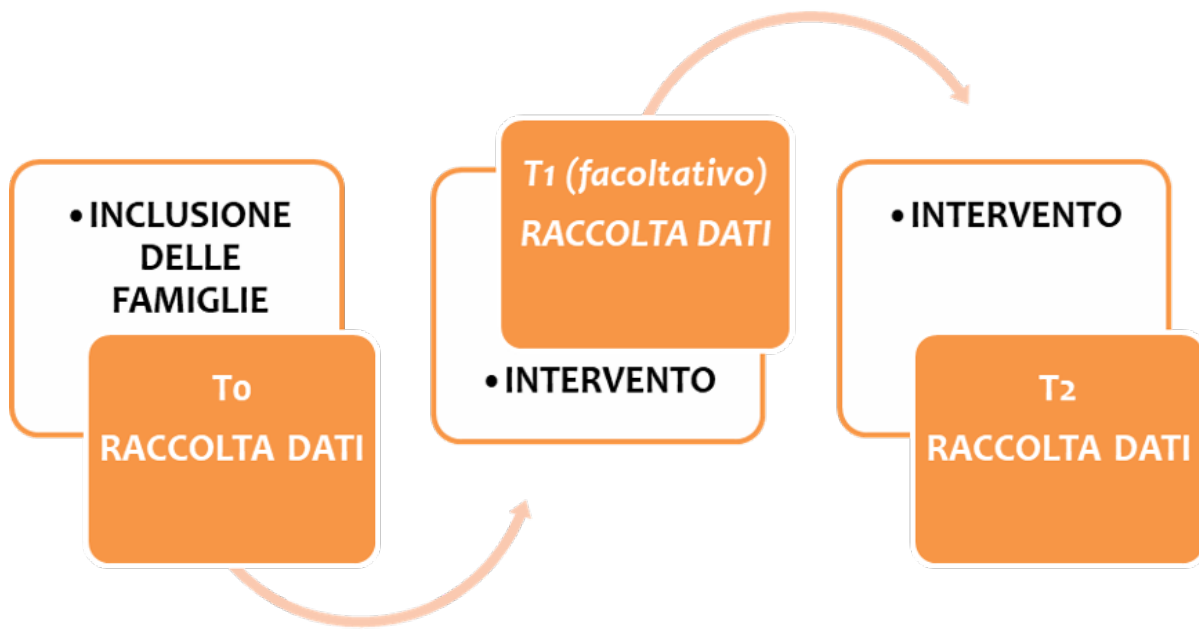 • INCLUSIONE
DELLE
FAMIGLIE
T0
RACCOLTA DATI
T1 (facoltativo)
RACCOLTA DATI
• INTERVENTO
• INTERVENTO
T2
RACCOLTA DATI